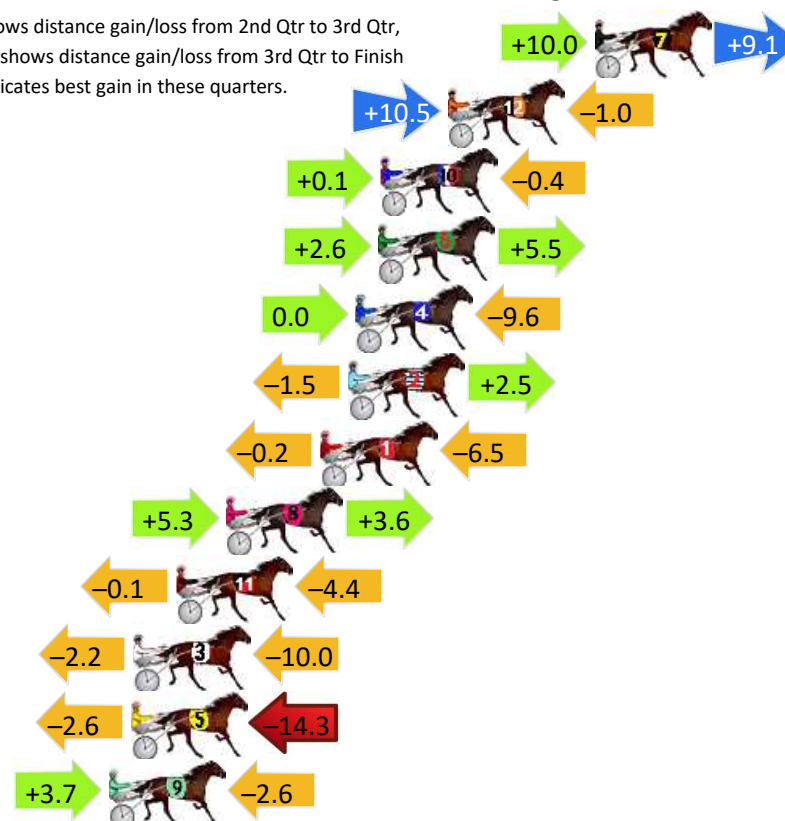 ows distance gain/loss from 2nd Qtr to 3rd Qtr,
shows distance gain/loss from 3rd Qtr to Finish
icates best gain in these quarters.
+10.0 7 +9.1
+10.5 12 −1.0
+0.1 10 −0.4
+2.6 6 +5.5
0.0 4 −9.6
−1.5 2 +2.5
−0.2 1 −6.5
+5.3 8 +3.6
−0.1 11 −4.4
−2.2 3 −10.0
−2.6 5 −14.3
+3.7 9 −2.6